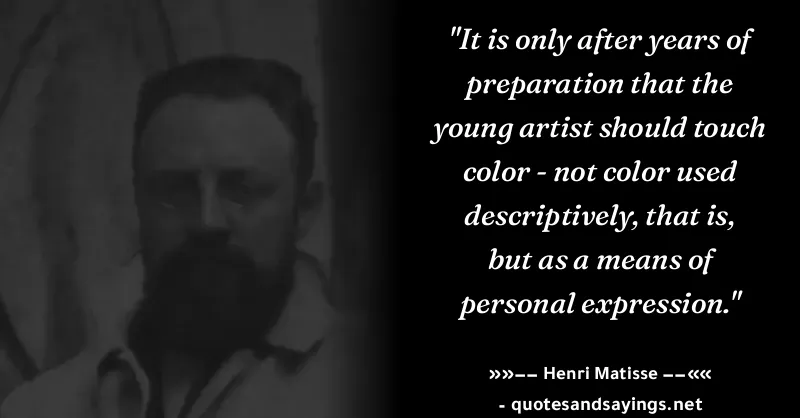 "It is only after years of
preparation that the
young artist should touch
color - not color used
descriptively, that is,
but as a means of
personal expression."
»»–– Henri Matisse ––««
- quotesandsayings.net